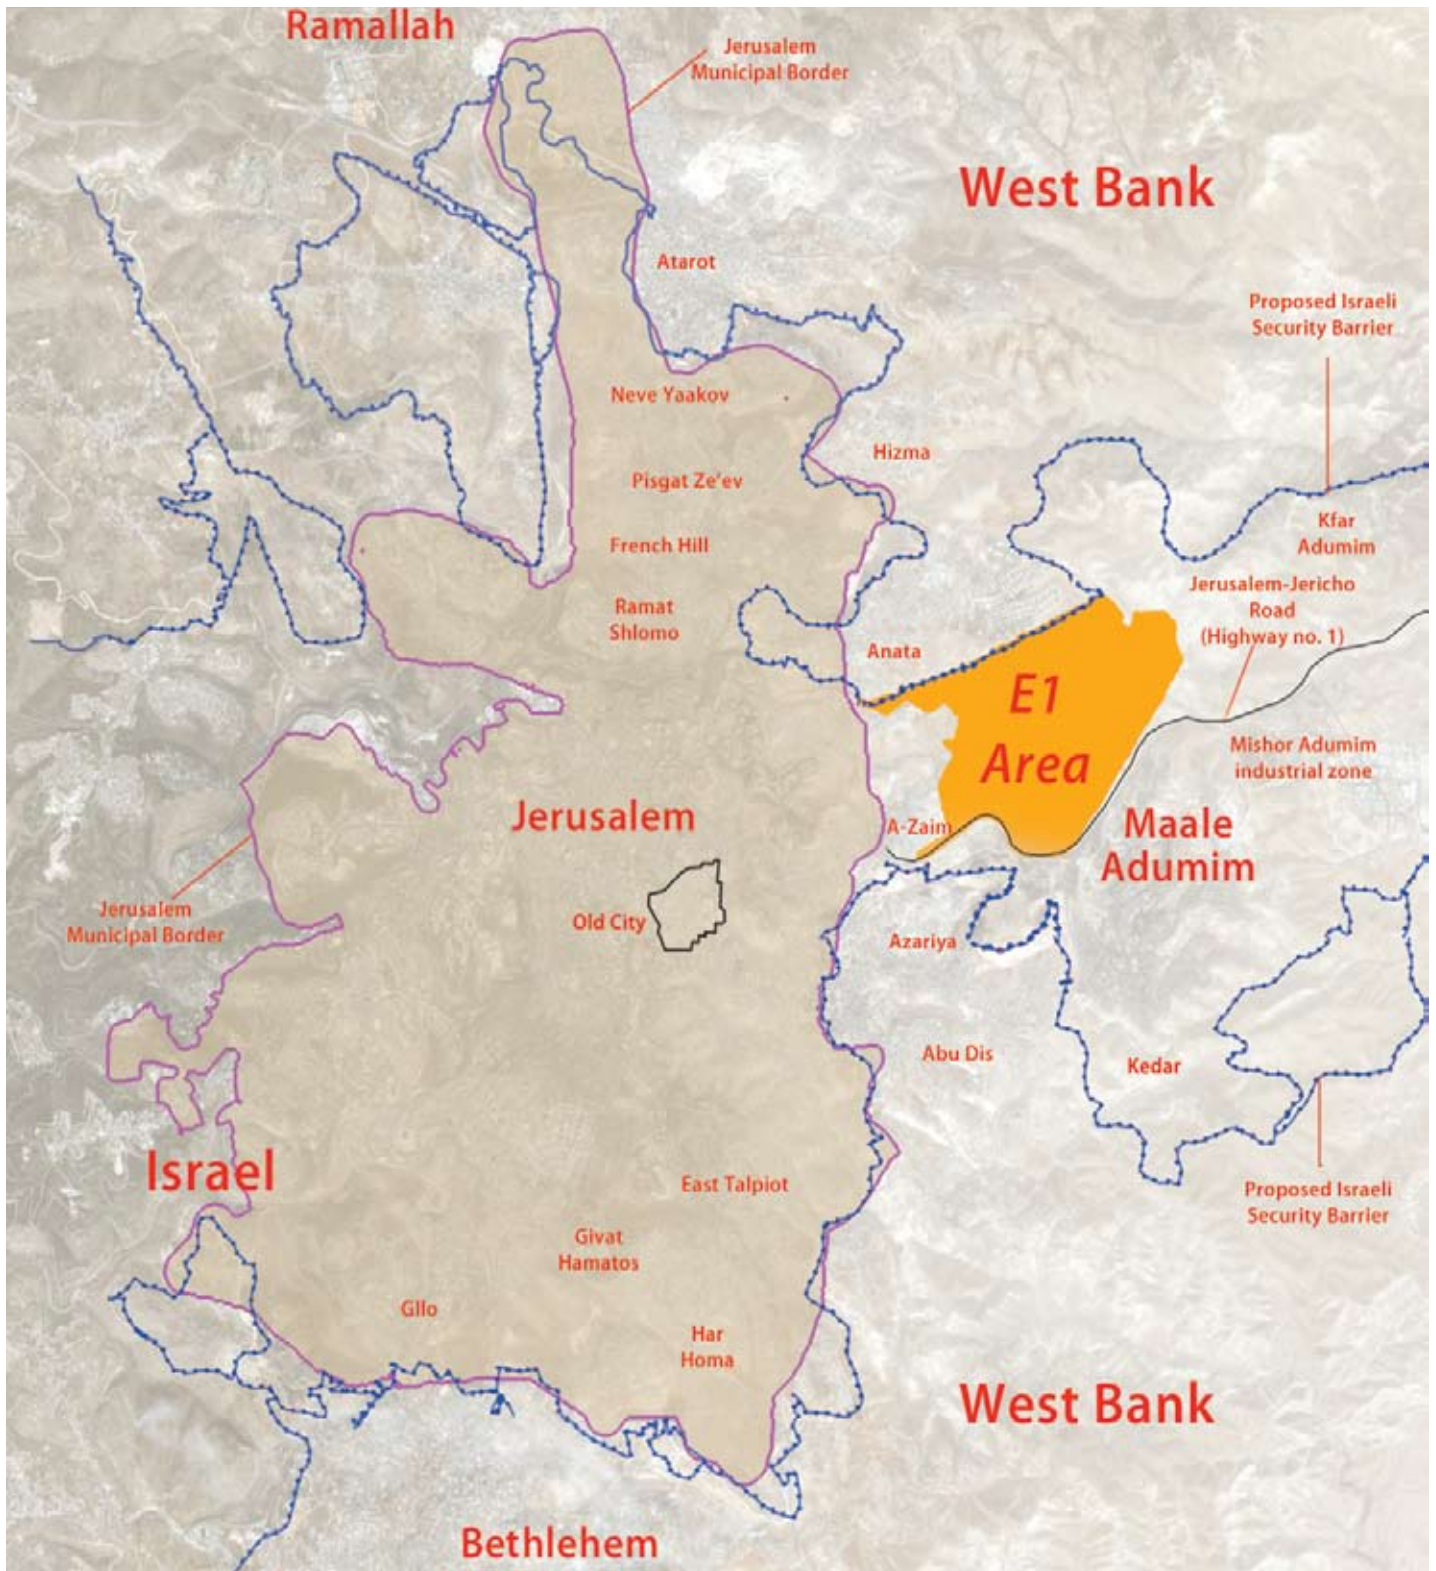 Ramallah
Jerusalem
Municipal Border
West Bank
Atarot
Proposed Israeli
Security Barrier
Neve Yaakov
Hizma
Pisgat Ze'ev
Kfar
Adumim
French Hill
Jerusalem-Jericho
Road
(Highway no. 1)
Ramat
Shlomo
Anata
E1
Area
Mishor Adumim
industrial zone
Jerusalem
A-Zaim
Maale
Adumim
Jerusalem
Municipal Border
Old City
Azariya
Abu Dis
Kedar
Israel
East Talpiot
Proposed Israeli
Security Barrier
Givat
Hamatos
Gllo
Har
Homa
West Bank
Bethlehem